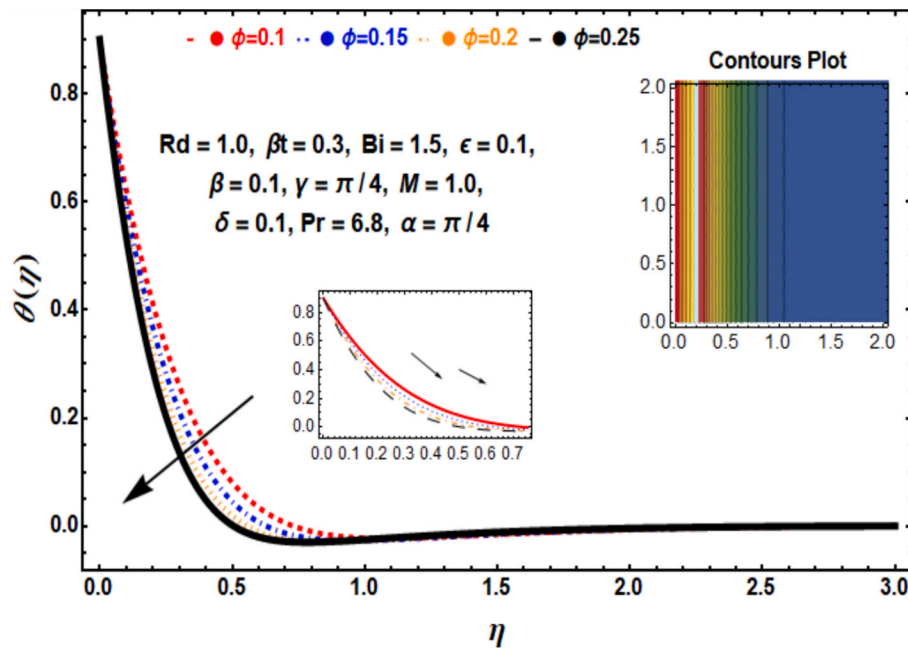 - ● ϕ=0.1 ·· ● ϕ=0.15 ·· ● ϕ=0.2 — ● ϕ=0.25
Contours Plot
Rd = 1.0, βt = 0.3, Bi = 1.5, ϵ = 0.1,
β = 0.1, γ = π / 4, M = 1.0,
δ = 0.1, Pr = 6.8, α = π / 4
θ(η)
0.8
0.6
0.4
0.2
0.0
0.0 0.5 1.0 1.5 2.0 2.5 3.0
η
2.0
1.5
1.0
0.5
0.0
0.0 0.5 1.0 1.5 2.0
0.8
0.6
0.4
0.2
0.0
0.0 0.1 0.2 0.3 0.4 0.5 0.6 0.7